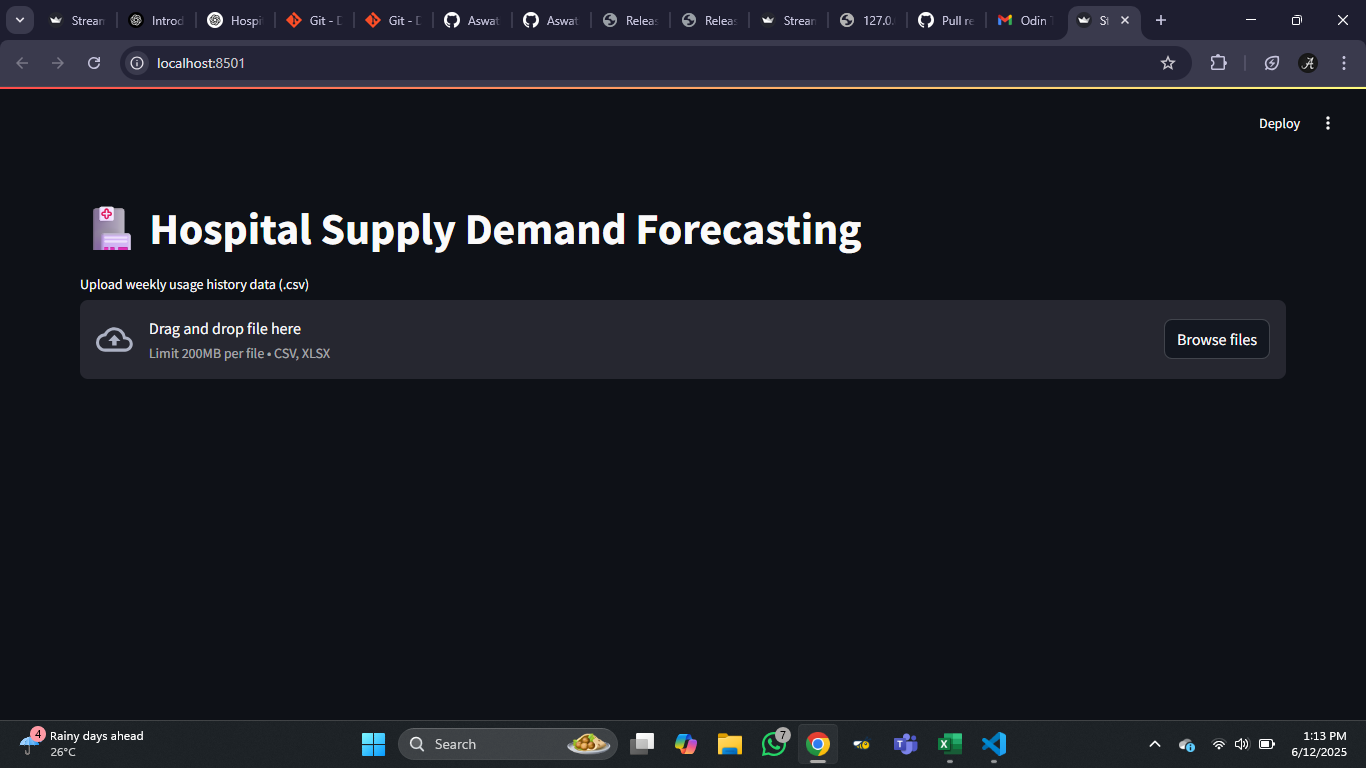 Stream
Introd
Hospit
Git - D
Git - D
Aswat
Aswat
Releas
Releas
Stream
127.0.
Pull re
Odin T
St
localhost:8501
Deploy
Hospital Supply Demand Forecasting
Upload weekly usage history data (.csv)
Drag and drop file here
Limit 200MB per file • CSV, XLSX
Browse files
4
Rainy days ahead
26°C
Search
7
1:13 PM
6/12/2025